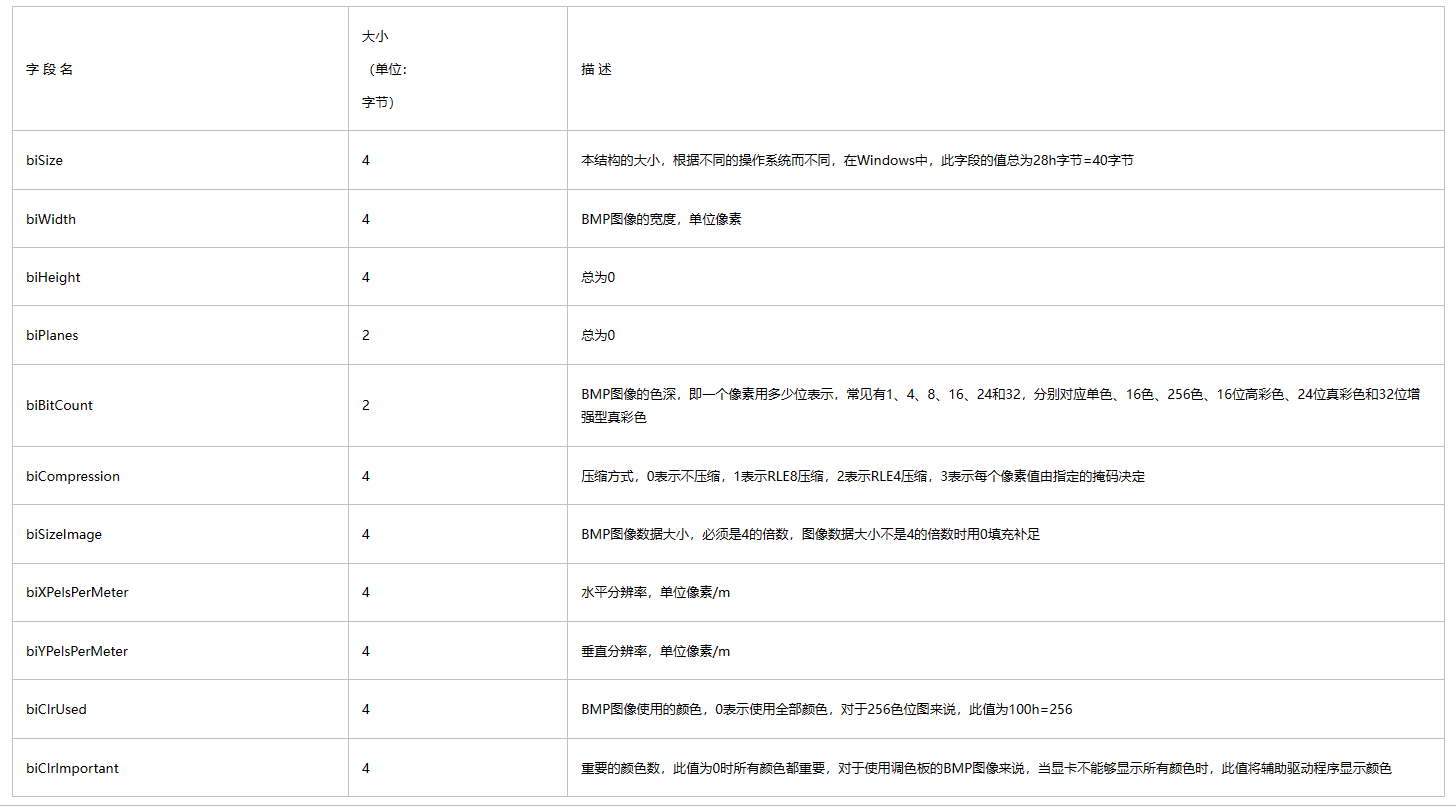 字 段 名
大小
（单位：
字节）
描 述
biSize
4
本结构的大小，根据不同的操作系统而不同，在Windows中，此字段的值总为28h字节=40字节
biWidth
4
BMP图像的宽度，单位像素
biHeight
4
总为0
biPlanes
2
总为0
biBitCount
2
BMP图像的色深，即一个像素用多少位表示，常见有1、4、8、16、24和32，分别对应单色、16色、256色、16位高彩色、24位真彩色和32位增
强型真彩色
biCompression
4
压缩方式，0表示不压缩，1表示RLE8压缩，2表示RLE4压缩，3表示每个像素值由指定的掩码决定
biSizeImage
4
BMP图像数据大小，必须是4的倍数，图像数据大小不是4的倍数时用0填充补足
biXPelsPerMeter
4
水平分辨率，单位像素/m
biYPelsPerMeter
4
垂直分辨率，单位像素/m
biClrUsed
4
BMP图像使用的颜色，0表示使用全部颜色，对于256色位图来说，此值为100h=256
biClrImportant
4
重要的颜色数，此值为0时所有颜色都重要，对于使用调色板的BMP图像来说，当显卡不能够显示所有颜色时，此值将辅助驱动程序显示颜色